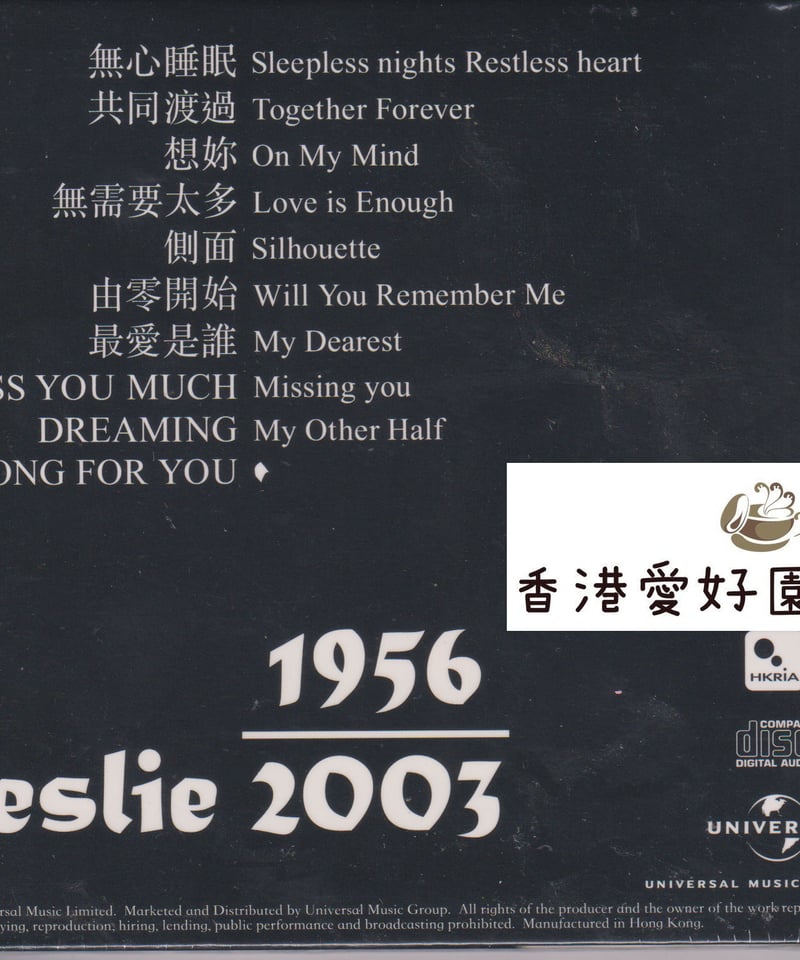 無心睡眠 Sleepless nights Restless heart
共同渡過 Together Forever
想妳 On My Mind
無需要太多 Love is Enough
側面 Silhouette
由零開始 Will You Remember Me
最愛是誰 My Dearest
SS YOU MUCH Missing you
DREAMING My Other Half
ONG FOR YOU
香港愛好園
1956
eslie 2003
HKRIA
COMPA
disc
DIGITAL AUD
UNIVER
UNIVERSAL MUSIC
rsal Music Limited. Marketed and Distributed by Universal Music Group. All rights of the producer and the owner of the work rep
ying, reproduction, hiring, lending, public performance and broadcasting prohibited. Manufactured in Hong Kong.